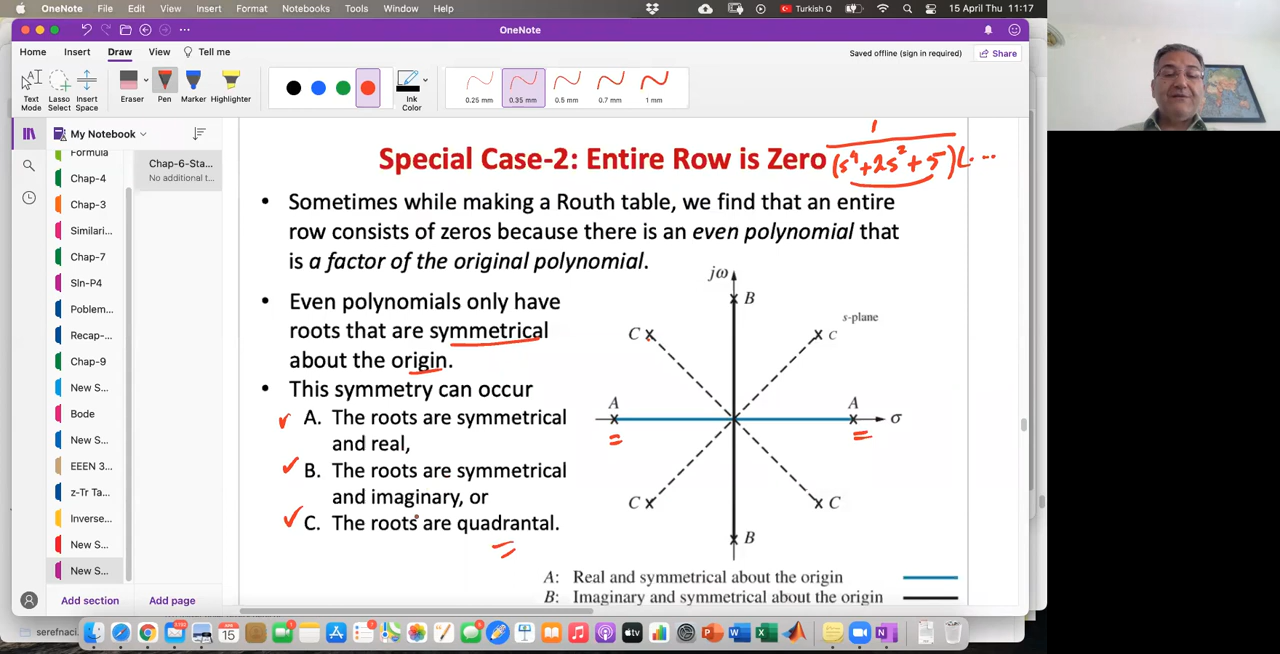 OneNote File Edit View Insert Format Notebooks Tools Window Help Turkish Q 15 April Thu 11:17
OneNote
Home Insert Draw View Tell me Saved offline (sign in required) Share
Text Mode
Lasso Select
Insert Space
Eraser
Pen
Marker
Highlighter
Ink Color
0.25 mm
0.35 mm
0.5 mm
0.7 mm
1 mm
My Notebook
Formula
Chap-4
Chap-3
Similari...
Chap-7
SIn-P4
Poblem...
Recap-...
Chap-9
New S...
Bode
New S...
EEEN 3...
z-Tr Ta...
Inverse...
New S...
New S...
Add section
Chap-6-Sta...
No additional t...
Add page
Special Case-2: Entire Row is Zero
1
(s⁴+2s²+5)(...
• Sometimes while making a Routh table, we find that an entire
row consists of zeros because there is an even polynomial that
is a factor of the original polynomial.
• Even polynomials only have
roots that are symmetrical
about the origin.
• This symmetry can occur
A. The roots are symmetrical
and real,
B. The roots are symmetrical
and imaginary, or
C. The roots are quadrantal.
jω
B
s-plane
C
C
A
A
σ
C
C
B
A: Real and symmetrical about the origin
B: Imaginary and symmetrical about the origin
serefnaci...
APR
15
tv